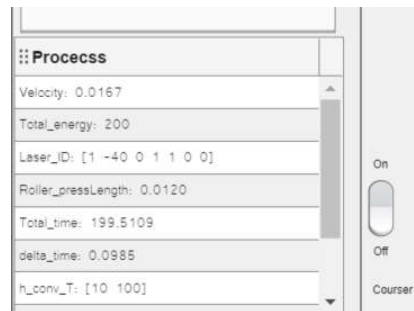 Procecss
Velocity: 0.0167
Total_energy: 200
Laser_ID: [1 -40 0 1 1 0 0]
Roller_pressLength: 0.0120
Total_time: 199.5109
delta_time: 0.0985
h_conv_T: [10 100]
On
Off
Courser